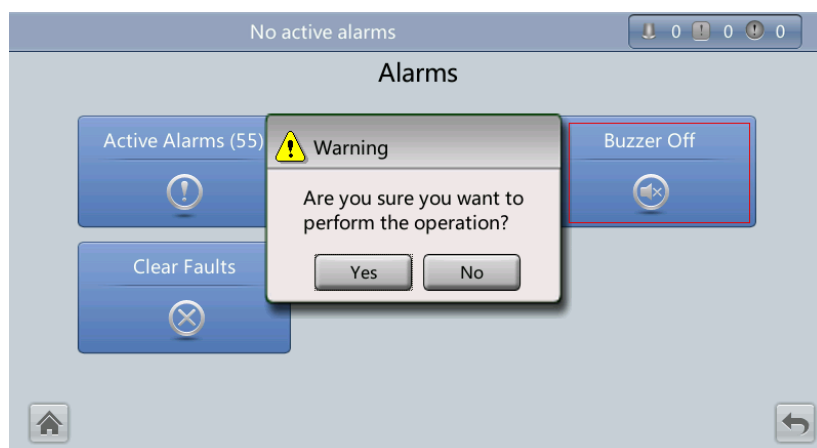 No active alarms
0 0 0
Alarms
Active Alarms (55)
Buzzer Off
Warning
Are you sure you want to
perform the operation?
Yes No
Clear Faults